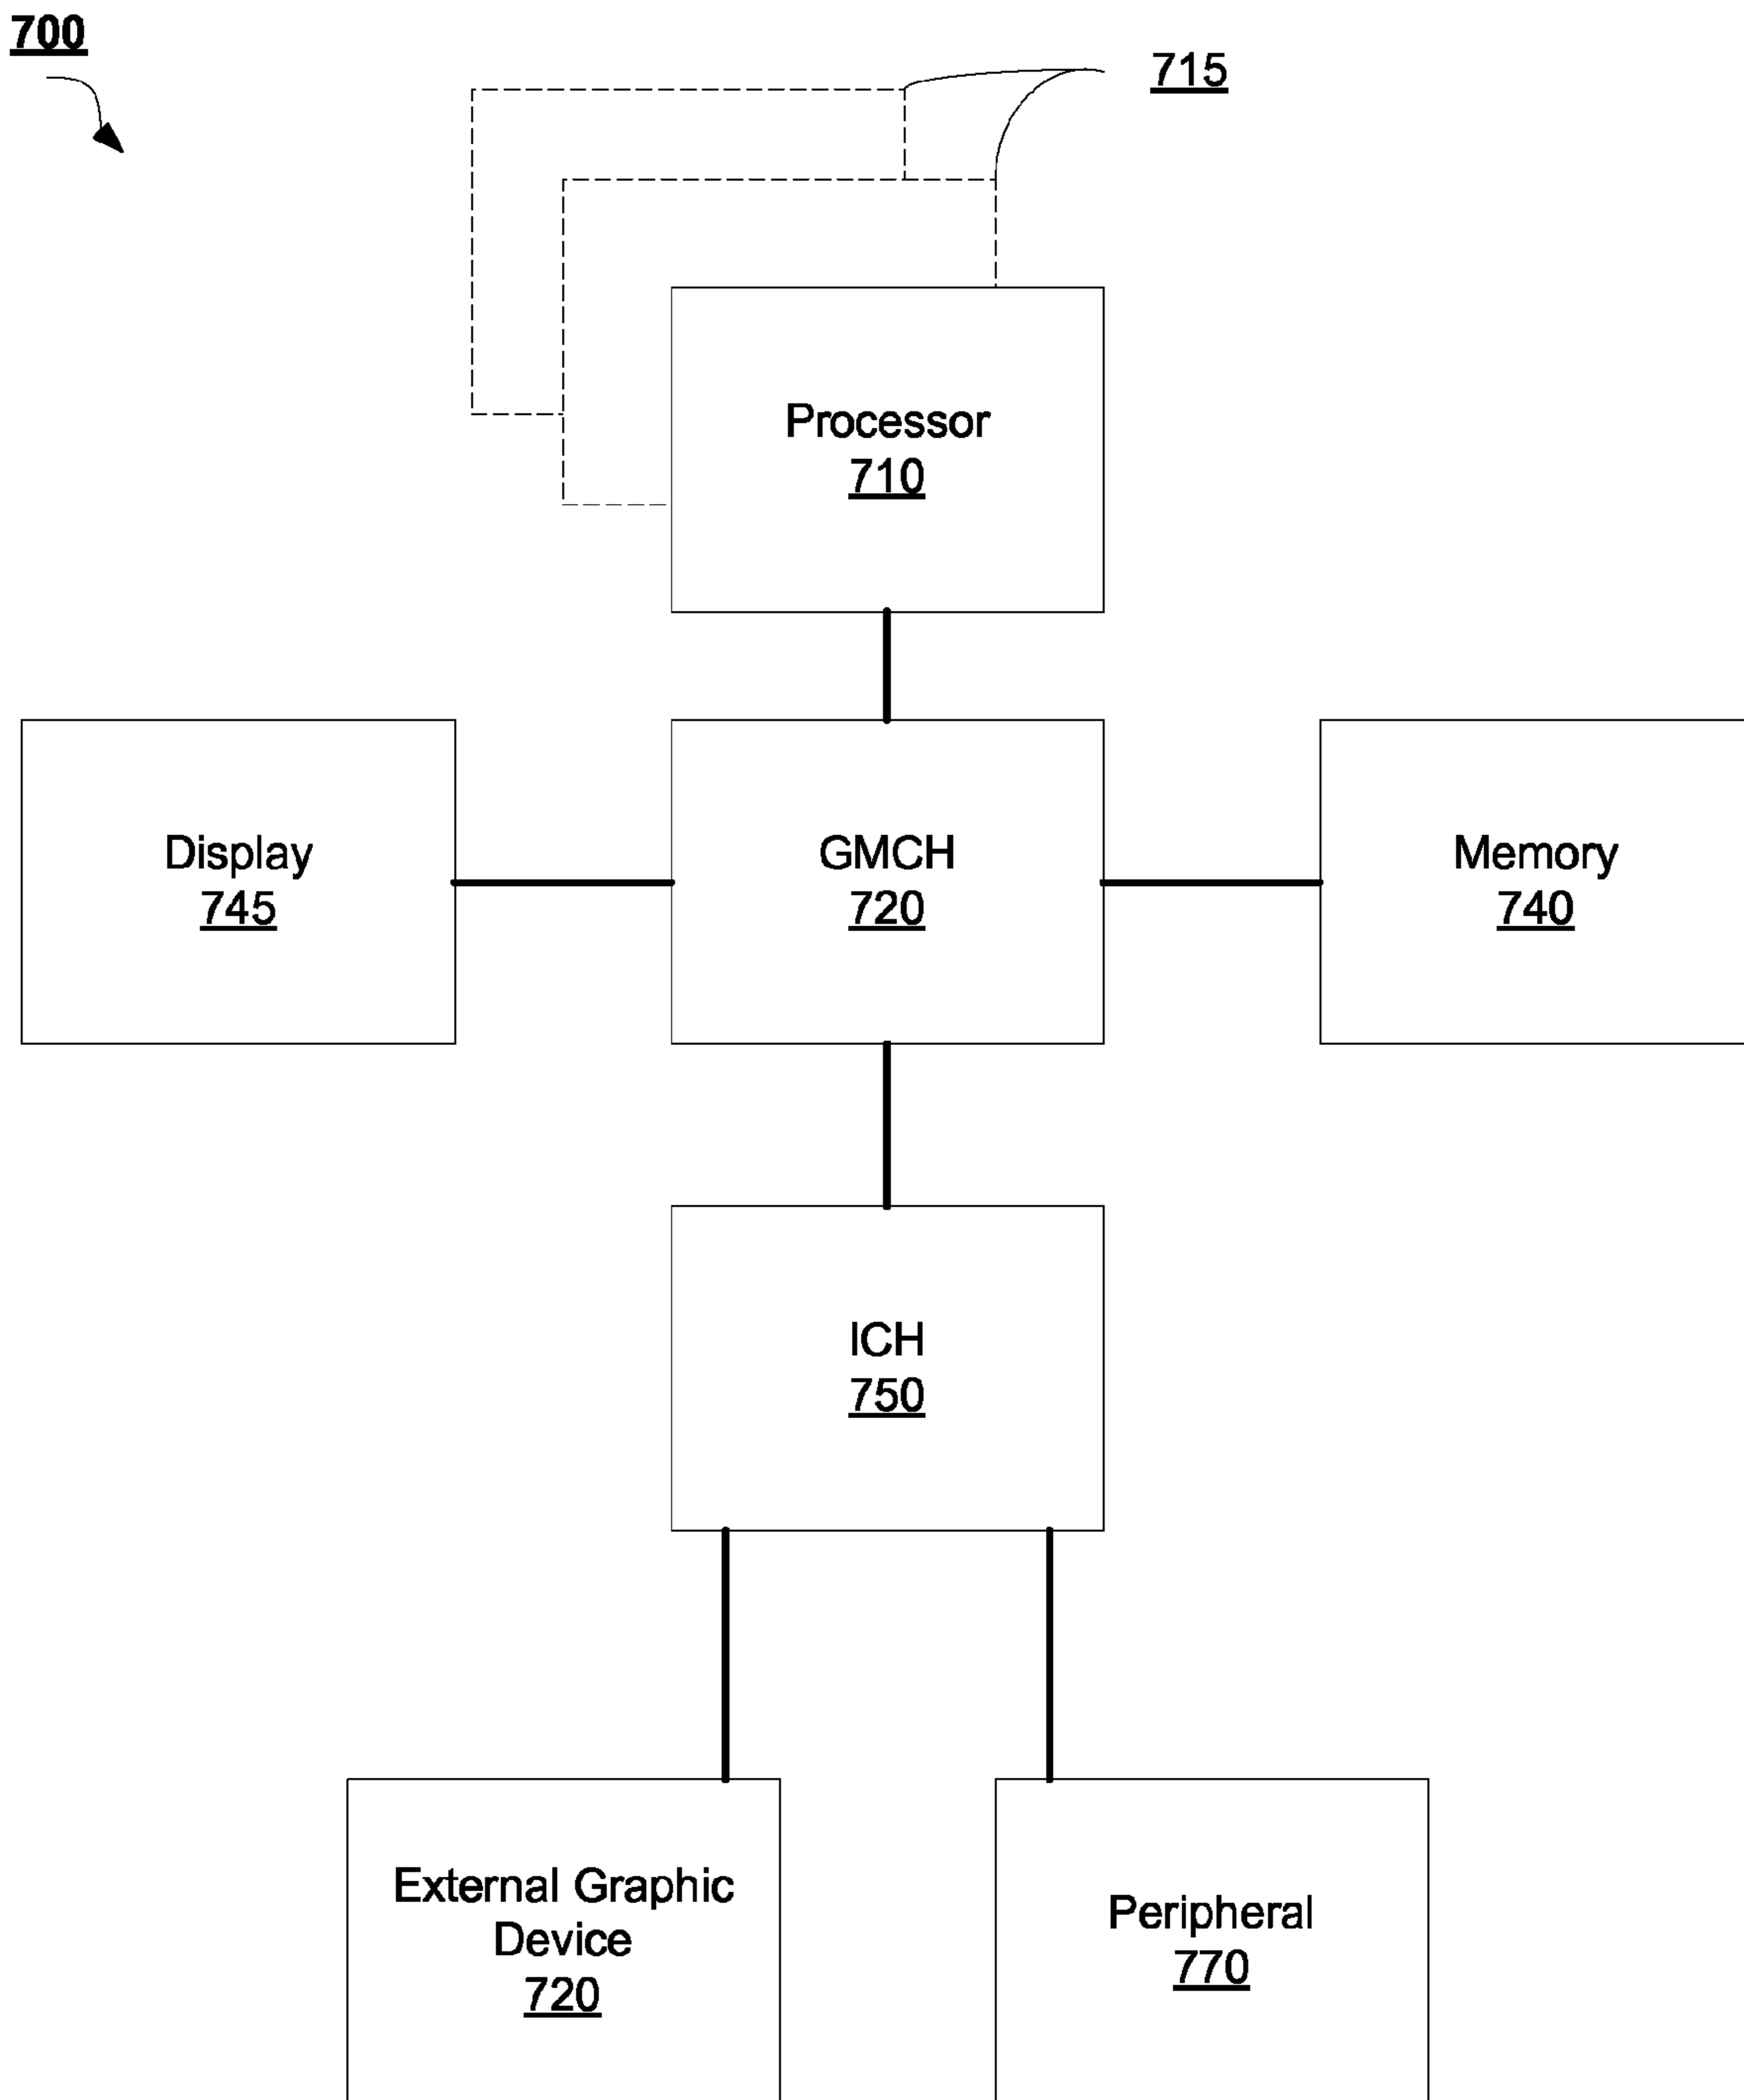 700
715
Processor
710
Display
745
GMCH
720
Memory
740
ICH
750
External Graphic
Device
720
Peripheral
770